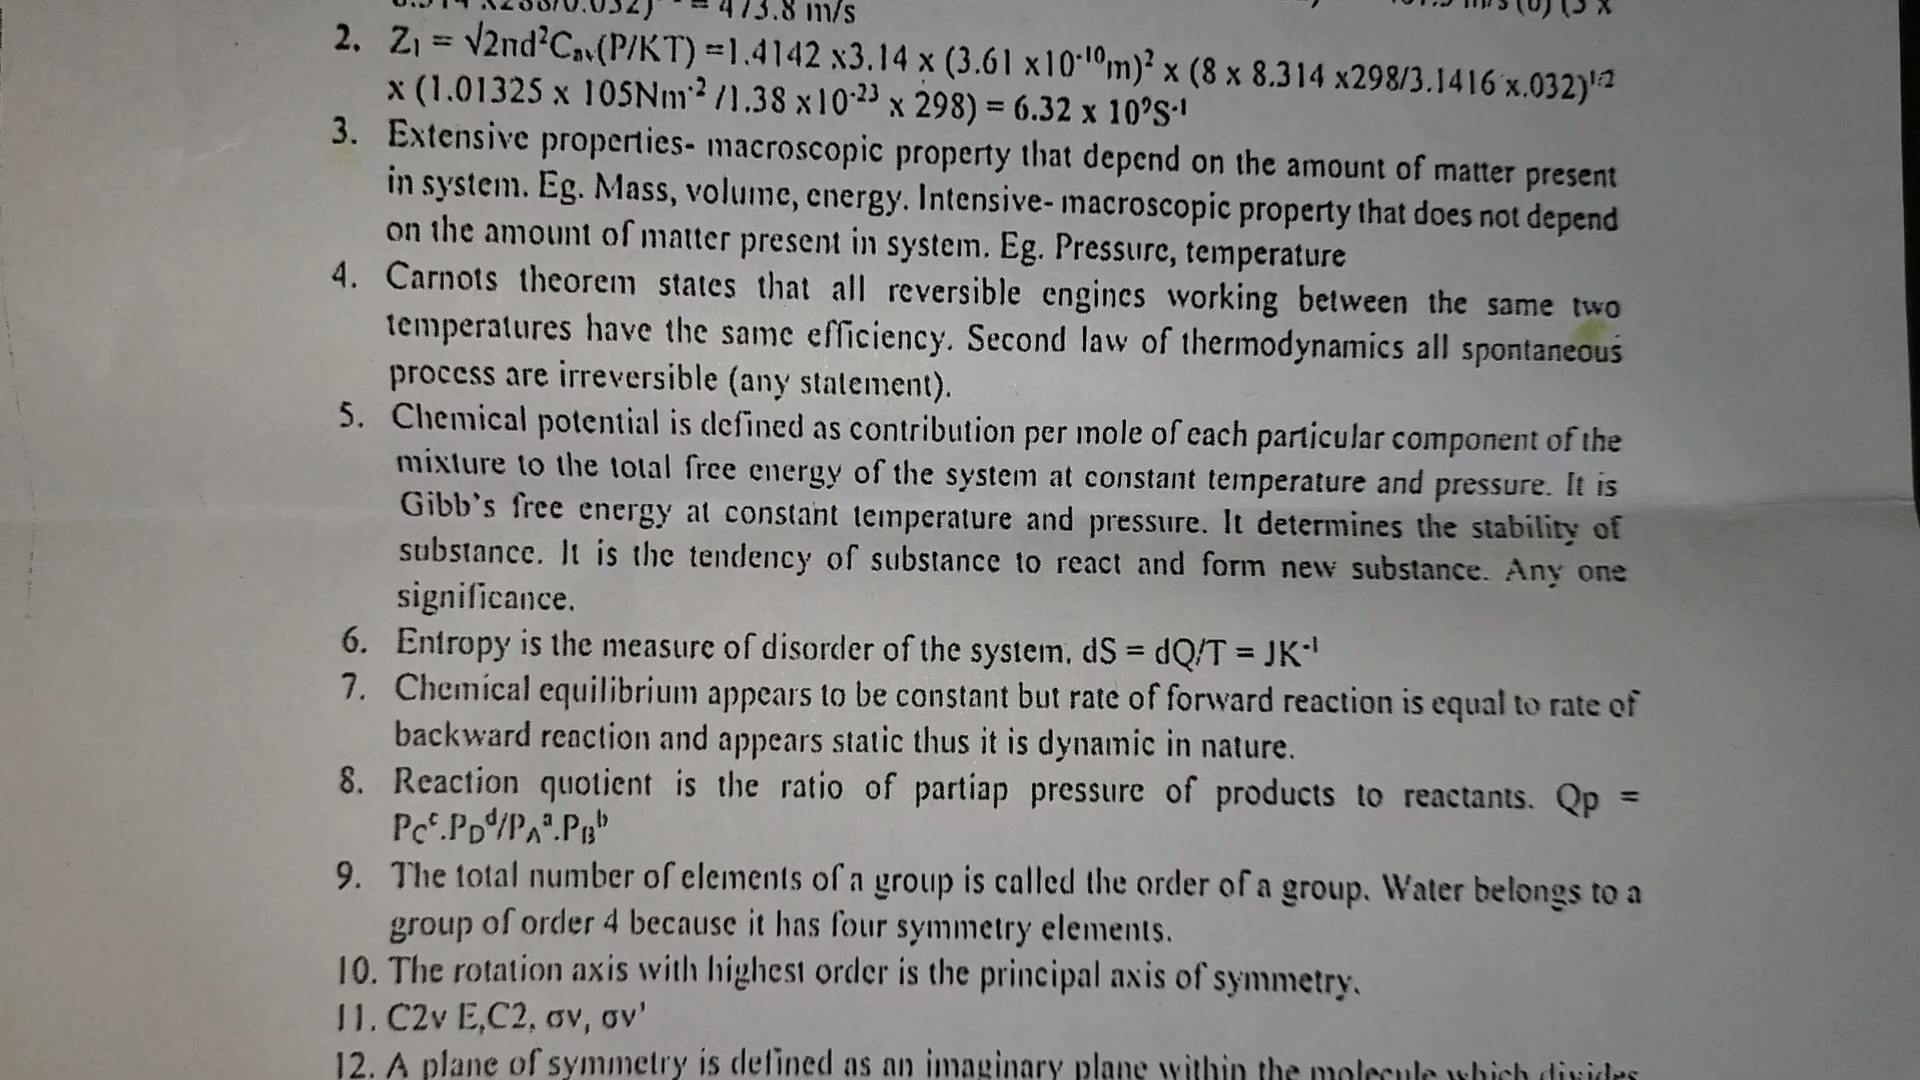 = 473.8 m/s
2. Z₁ = √2πd²Cₐᵥ(P/KT) =1.4142 x3.14 x (3.61 x10⁻¹⁰m)² x (8 x 8.314 x298/3.1416 x.032)¹ᐟ²
x (1.01325 x 105Nm⁻² /1.38 x10⁻²³ x 298) = 6.32 x 10⁹S⁻¹
3. Extensive properties- macroscopic property that depend on the amount of matter present
in system. Eg. Mass, volume, energy. Intensive- macroscopic property that does not depend
on the amount of matter present in system. Eg. Pressure, temperature
4. Carnots theorem states that all reversible engines working between the same two
temperatures have the same efficiency. Second law of thermodynamics all spontaneous
process are irreversible (any statement).
5. Chemical potential is defined as contribution per mole of each particular component of the
mixture to the total free energy of the system at constant temperature and pressure. It is
Gibb's free energy at constant temperature and pressure. It determines the stability of
substance. It is the tendency of substance to react and form new substance. Any one
significance.
6. Entropy is the measure of disorder of the system. dS = dQ/T = JK⁻¹
7. Chemical equilibrium appears to be constant but rate of forward reaction is equal to rate of
backward reaction and appears static thus it is dynamic in nature.
8. Reaction quotient is the ratio of partiap pressure of products to reactants. Qp =
P_Cᶜ.P_Dᵈ/P_Aᵃ.P_Bᵇ
9. The total number of elements of a group is called the order of a group. Water belongs to a
group of order 4 because it has four symmetry elements.
10. The rotation axis with highest order is the principal axis of symmetry.
11. C2v E,C2, σv, σv'
12. A plane of symmetry is defined as an imaginary plane within the molecule which divides